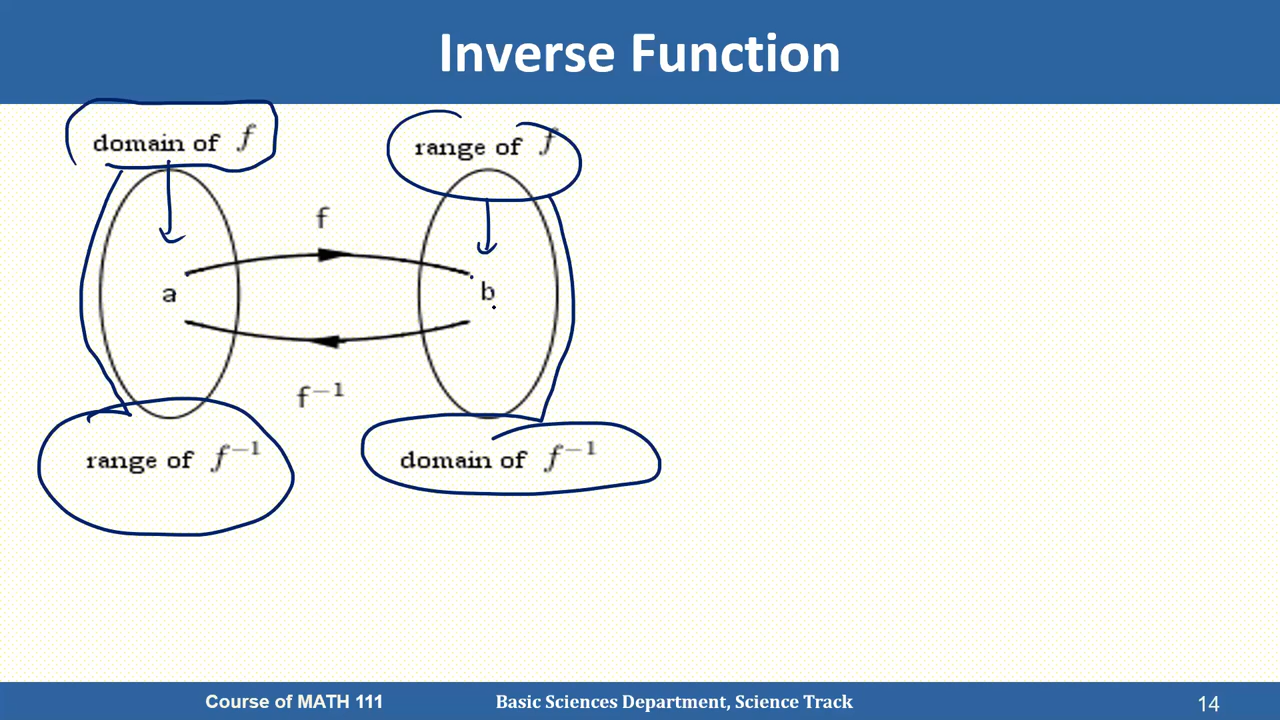 Inverse Function
domain of f
range of f
f
a
b
f⁻¹
range of f⁻¹
domain of f⁻¹
Course of MATH 111
Basic Sciences Department, Science Track
14